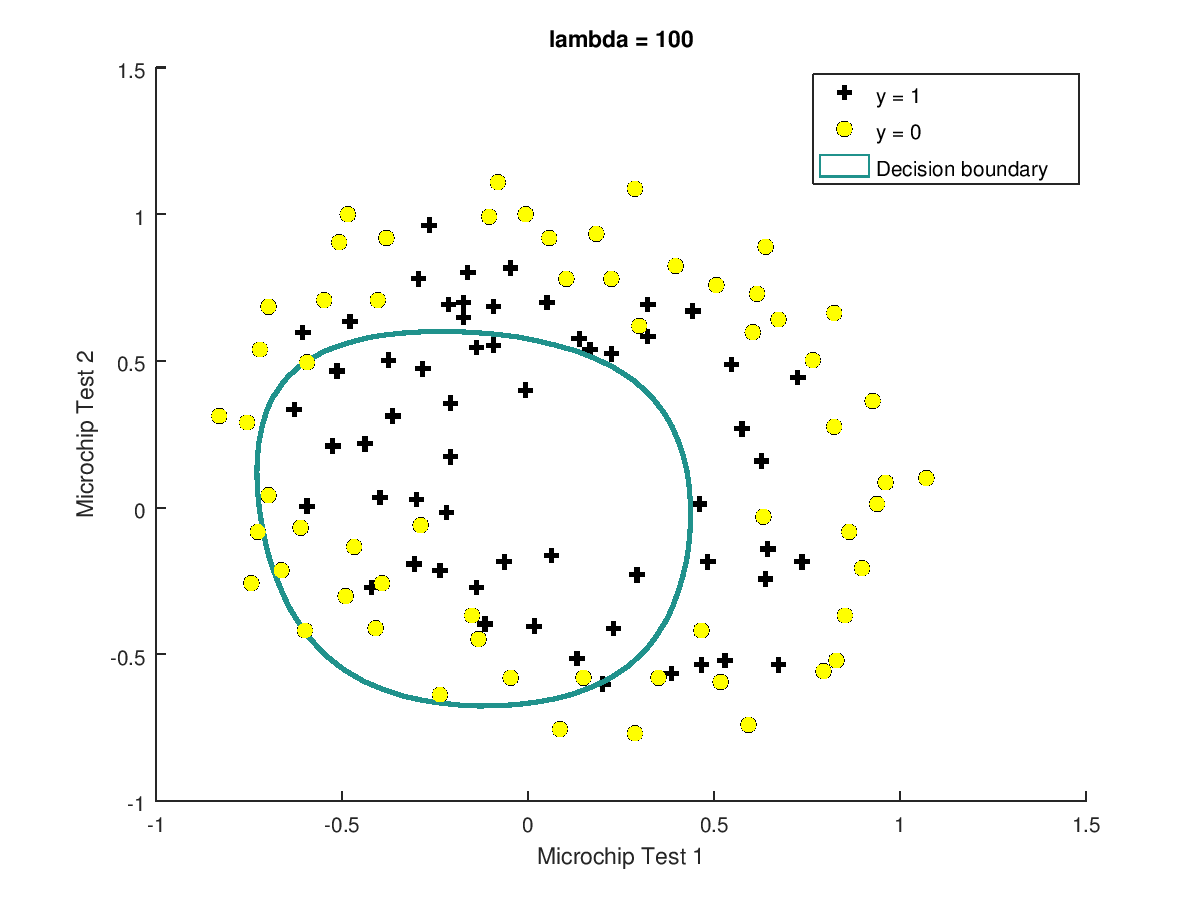 lambda = 100
y = 1
y = 0
Decision boundary
1.5
1
0.5
0
-0.5
-1
Microchip Test 2
-1
-0.5
0
0.5
1
1.5
Microchip Test 1